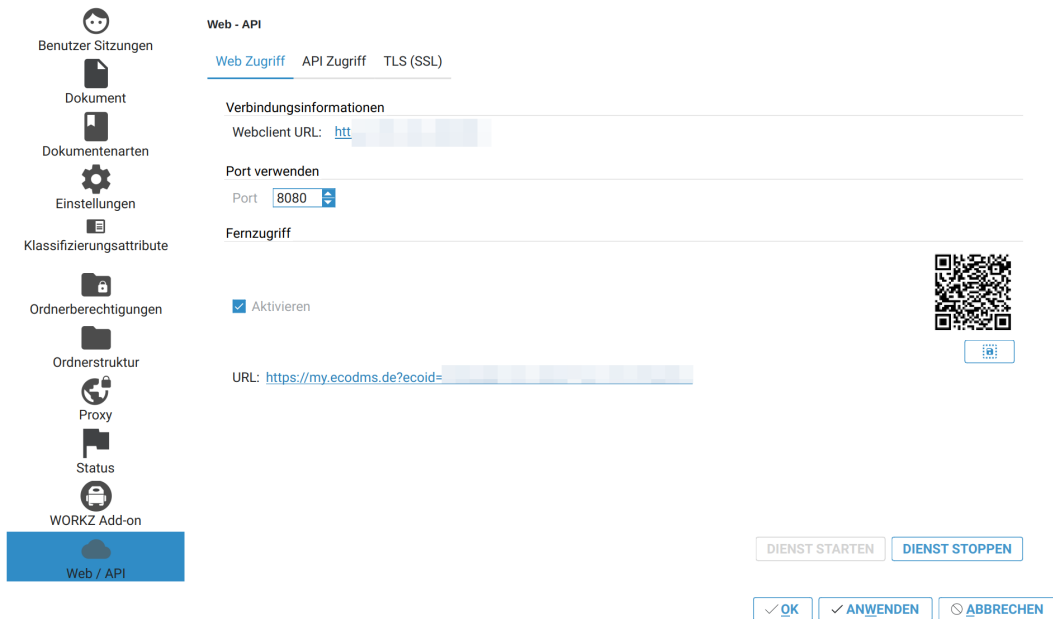 Benutzer Sitzungen
Dokument
Dokumentenarten
Einstellungen
Klassifizierungsattribute
Ordnerberechtigungen
Ordnerstruktur
Proxy
Status
WORKZ Add-on
Web / API
Web - API
Web Zugriff API Zugriff TLS (SSL)
Verbindungsinformationen
Webclient URL: htt
Port verwenden
Port 8080
Fernzugriff
Aktivieren
URL: https://my.ecodms.de?ecoid=
DIENST STARTEN DIENST STOPPEN
OK ANWENDEN ABBRECHEN